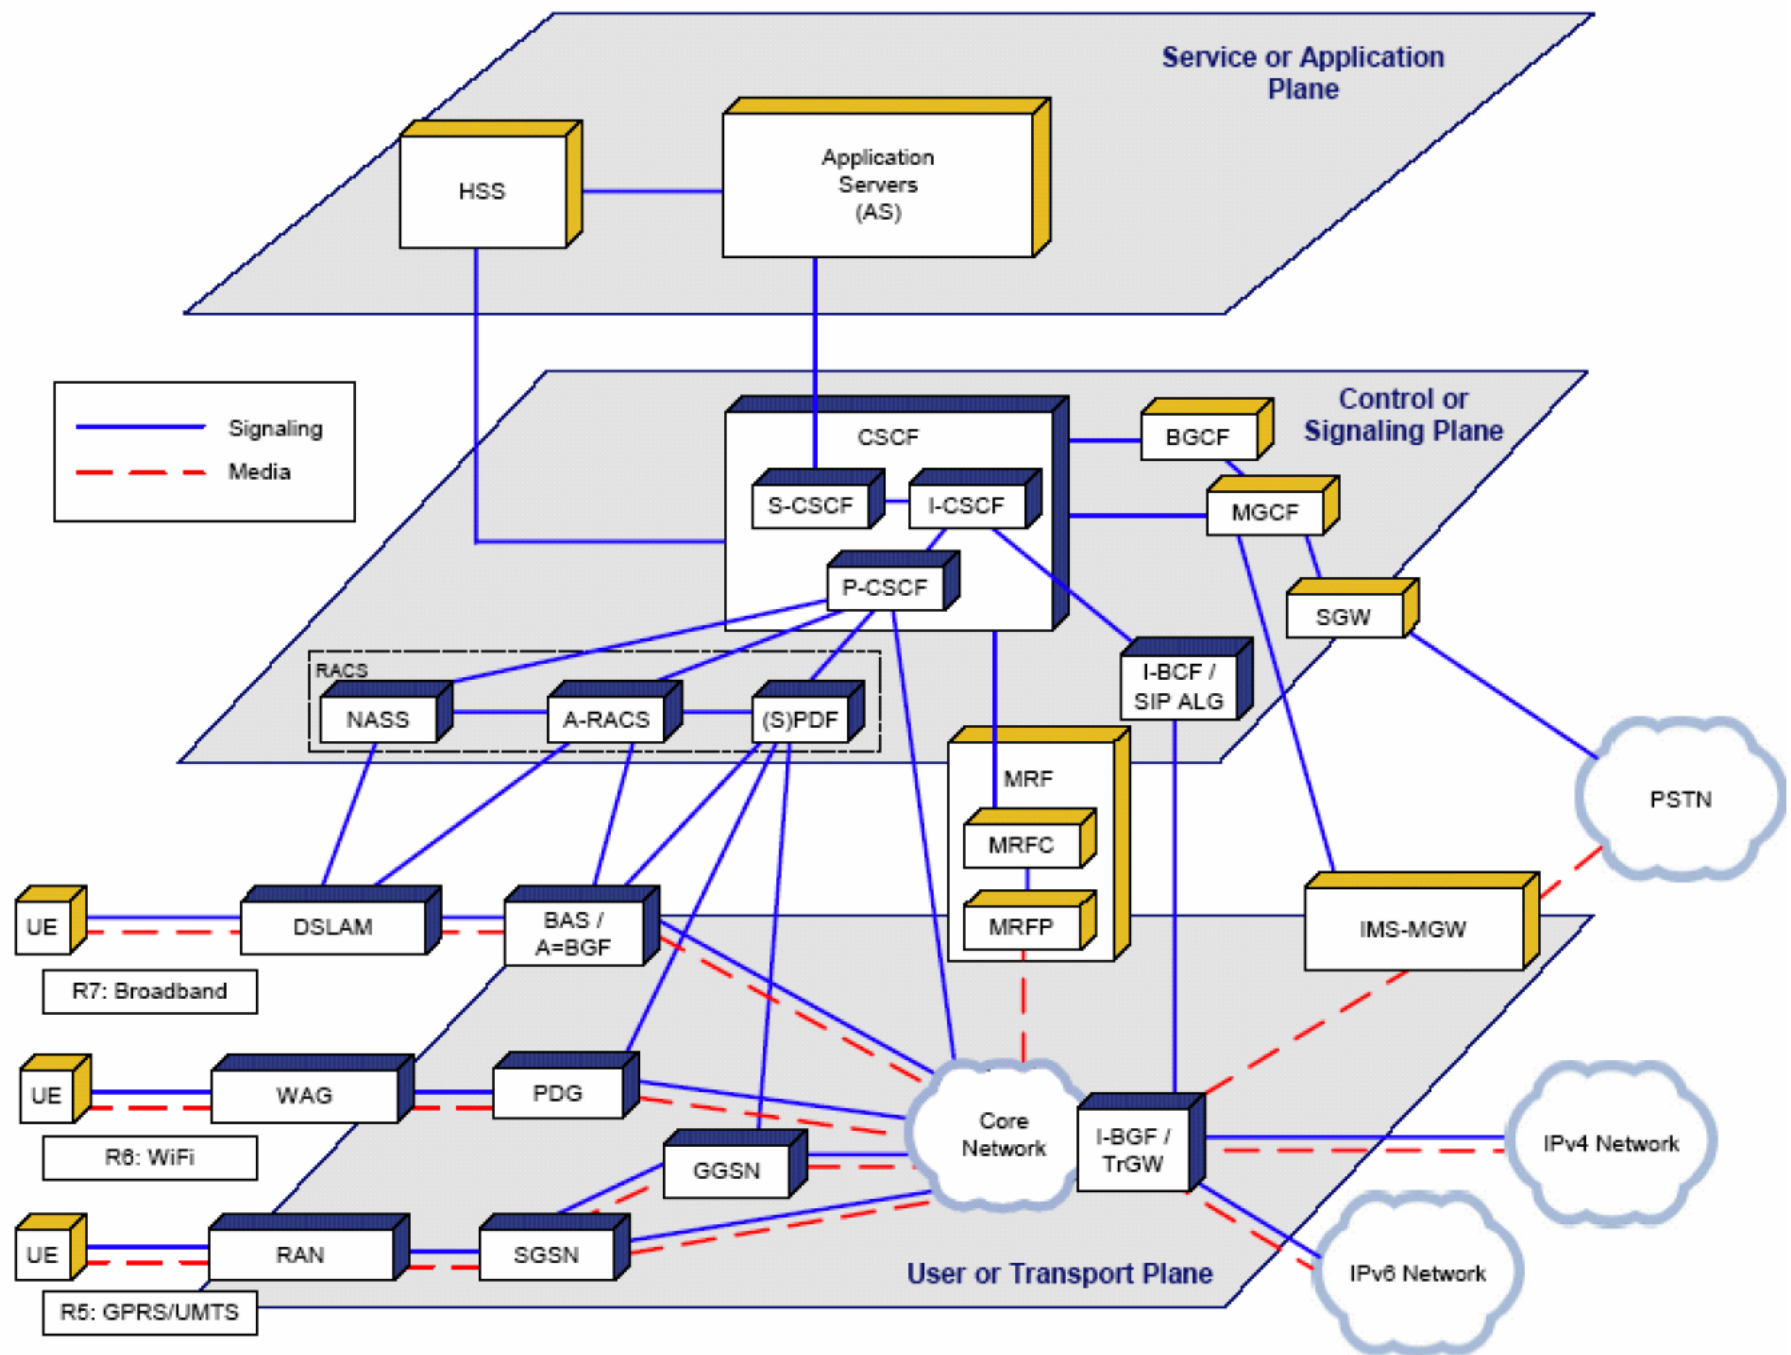 Service or Application
Plane
HSS
Application
Servers
(AS)
Signaling
Media
Control or
Signaling Plane
CSCF
BGCF
S-CSCF
I-CSCF
MGCF
P-CSCF
SGW
RACS
I-BCF /
SIP ALG
NASS
A-RACS
(S)PDF
MRF
PSTN
MRFC
UE
DSLAM
BAS /
A=BGF
MRFP
IMS-MGW
R7: Broadband
UE
WAG
PDG
Core
Network
I-BGF /
TrGW
IPv4 Network
R6: WiFi
GGSN
UE
RAN
SGSN
User or Transport Plane
IPv6 Network
R5: GPRS/UMTS